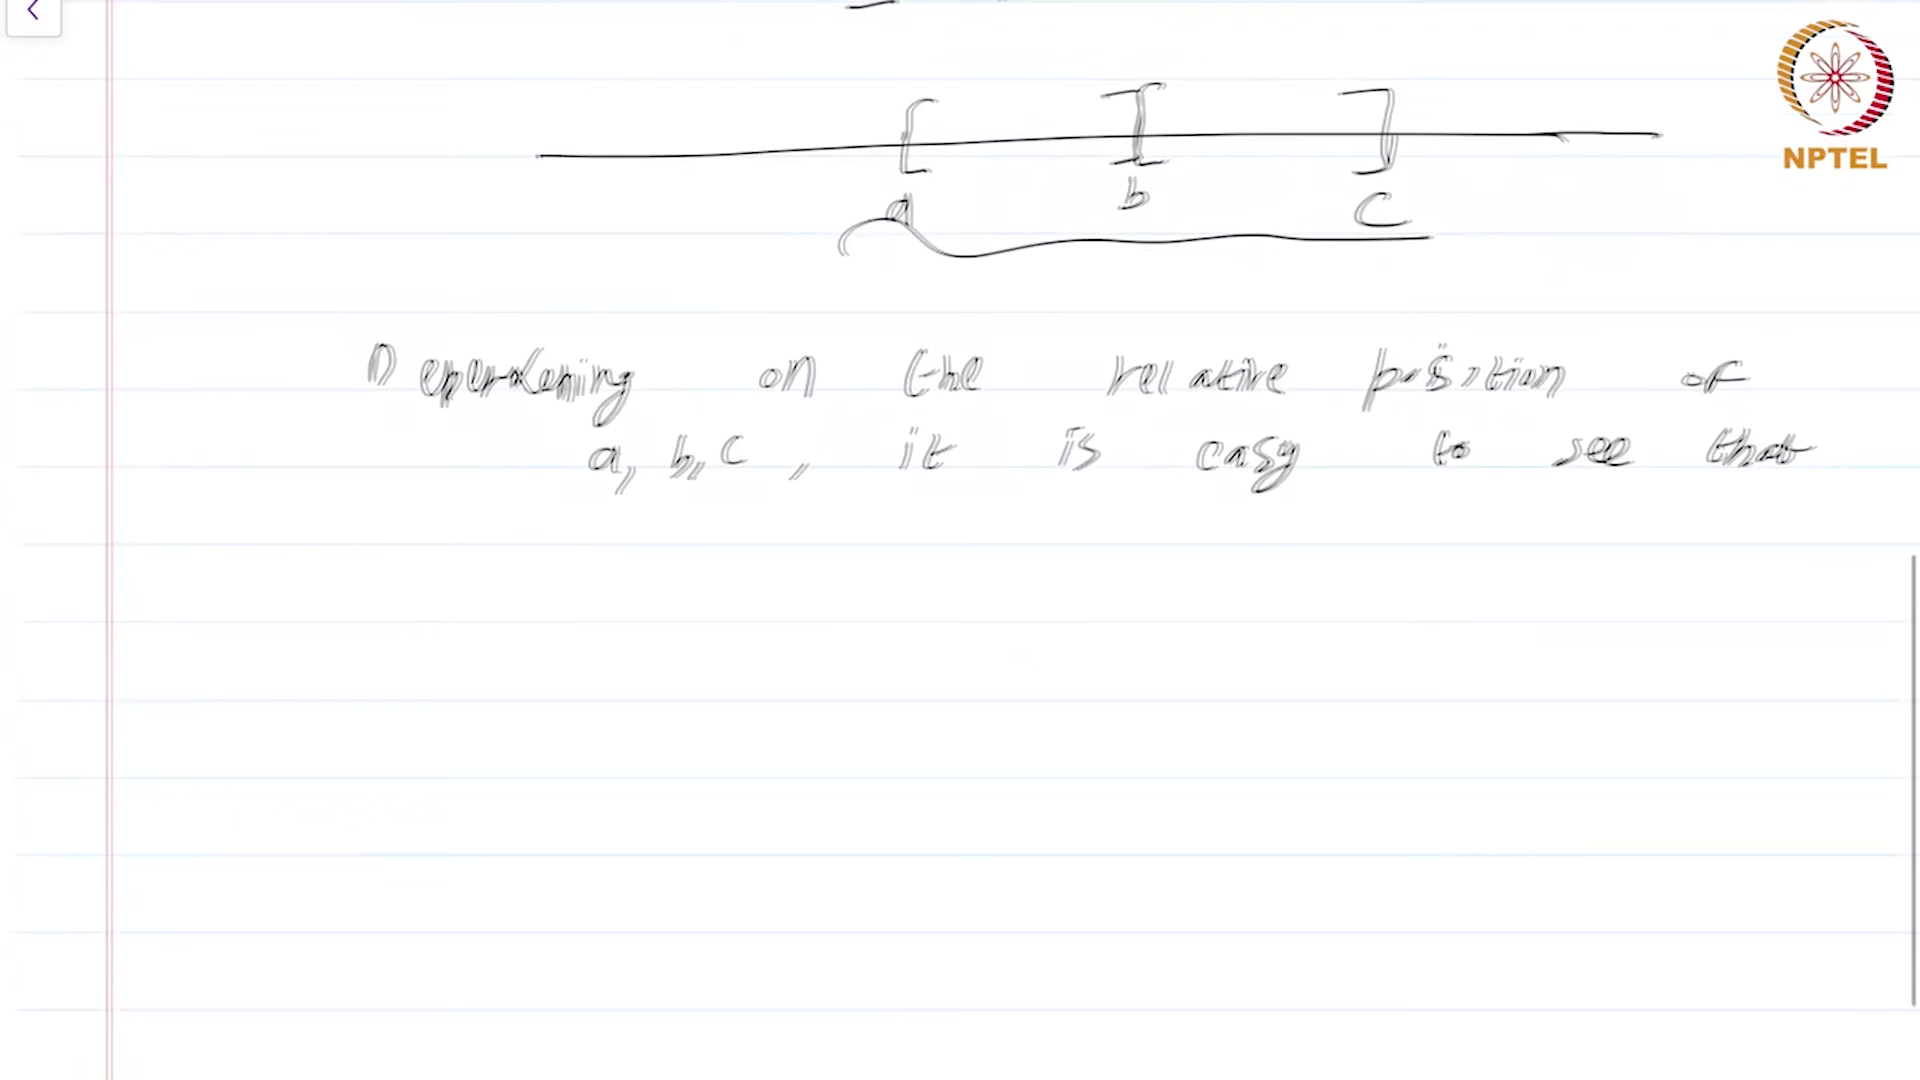 [ ][ ]
a b c
NPTEL
Depending on the relative position of
a, b, c , it is easy to see that